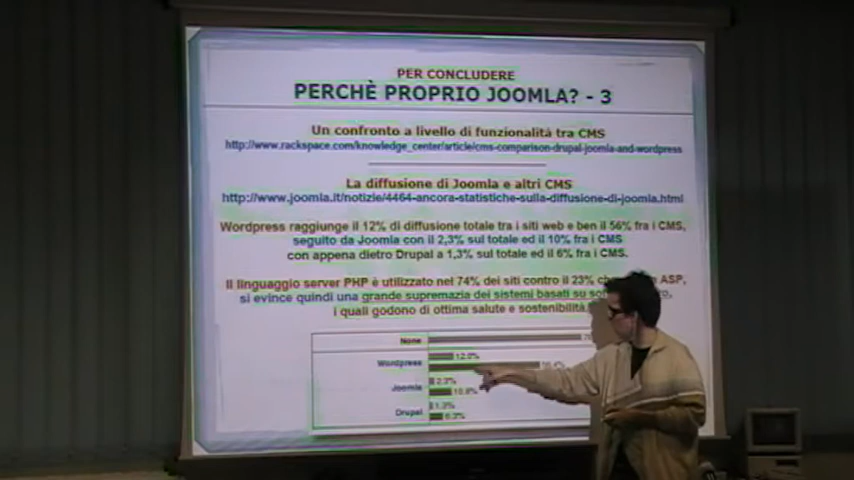 PER CONCLUDERE
PERCHÈ PROPRIO JOOMLA? - 3
Un confronto a livello di funzionalità tra CMS
http://www.rackspace.com/knowledge_center/article/cms-comparison-drupal-joomla-and-wordpress
La diffusione di Joomla e altri CMS
http://www.joomla.it/notizie/4464-ancora-statistiche-sulla-diffusione-di-joomla.html
Wordpress raggiunge il 12% di diffusione totale tra i siti web e ben il 56% fra i CMS,
seguito da Joomla con il 2,3% sul totale ed il 10% fra i CMS
con appena dietro Drupal a 1,3% sul totale ed il 6% fra i CMS.
Il linguaggio server PHP è utilizzato nel 74% dei siti contro il 23% ASP,
si evince quindi una grande supremazia dei sistemi basati su
i quali godono di ottima salute e sostenibilità
None
Wordpress 12.0%
Joomla 2.3%
Drupal 1.3%
6.3%